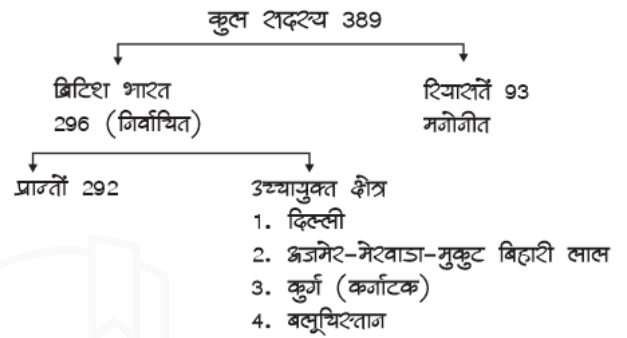 कुल सदस्य 389
ब्रिटिश भारत
296 (निर्वाचित)
रियासतें 93
मनोनीत
प्रान्तों 292
उच्चायुक्त क्षेत्र
1. दिल्ली
2. अजमेर-मेरवाडा-मुकुट बिहारी लाल
3. कुर्ग (कर्नाटक)
4. बलूचिस्तान